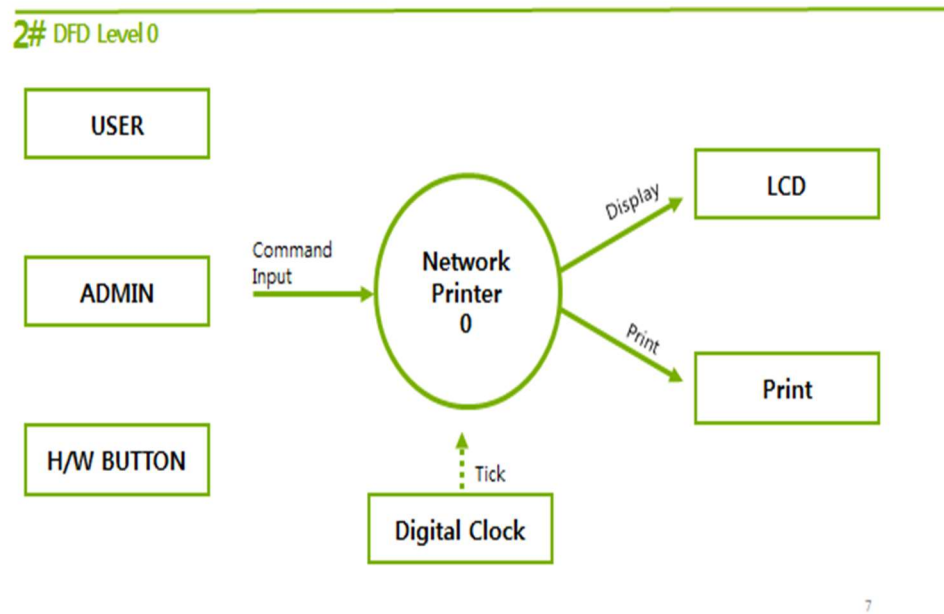 2# DFD Level 0
USER
ADMIN
H/W BUTTON
Command
Input
Network
Printer
0
Display
LCD
Print
Print
Tick
Digital Clock
7